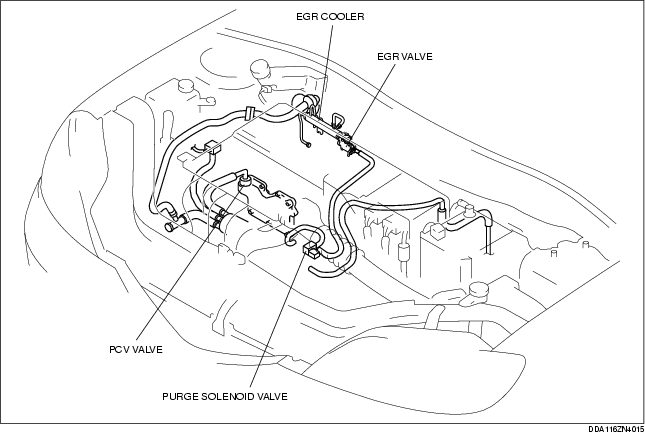 EGR COOLER
EGR VALVE
PCV VALVE
PURGE SOLENOID VALVE
DDA116ZN4015